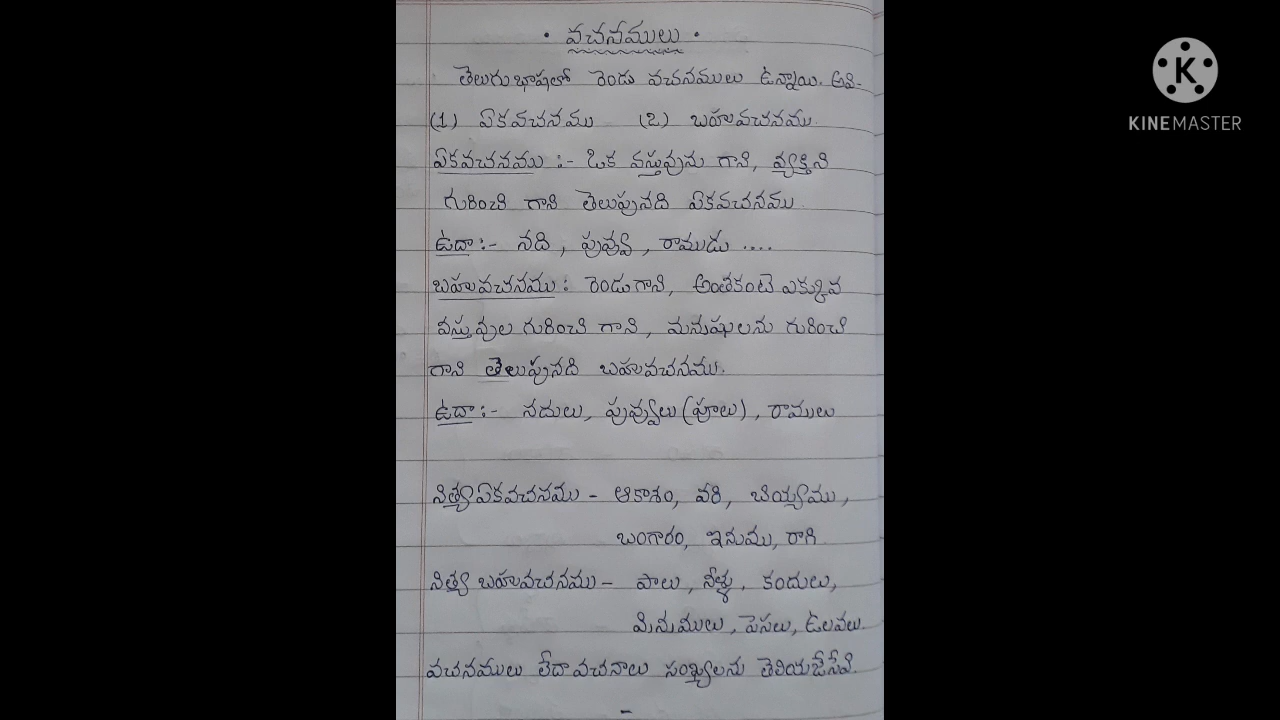 · వచనములు ·
తెలుగుభాషలో రెండు వచనములు ఉన్నాయి. అవి-
(1) ఏకవచనము (2) బహువచనము.
ఏకవచనము :- ఒక వస్తువును గాని, వ్యక్తిని
గురించి గాని తెలుపునది ఏకవచనము.
ఉదా :- నది, పువ్వు, రాముడు ....
బహువచనము : రెండుగాని, అంతకంటె ఎక్కువ
వస్తువుల గురించి గాని, మనుషులను గురించి
గాని తెలుపునది బహువచనము.
ఉదా :- నదులు, పువ్వులు (పూలు), రాములు
నిత్యఏకవచనము - ఆకాశం, వరి, బియ్యము,
బంగారం, ఇనుము, రాగి
నిత్య బహువచనము - పాలు, నీళ్ళు, కందులు,
మినుములు, పెసలు, ఉలవలు.
వచనములు లేదా వచనాలు సంఖ్యలను తెలియజేసేవి.
K
KINEMASTER